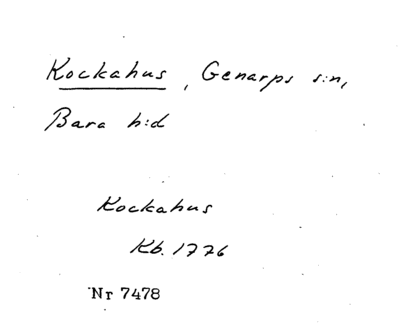 Kockahus, Genarps s:n,
Bara h:d
Kockahus
Kb. 1776
Nr 7478